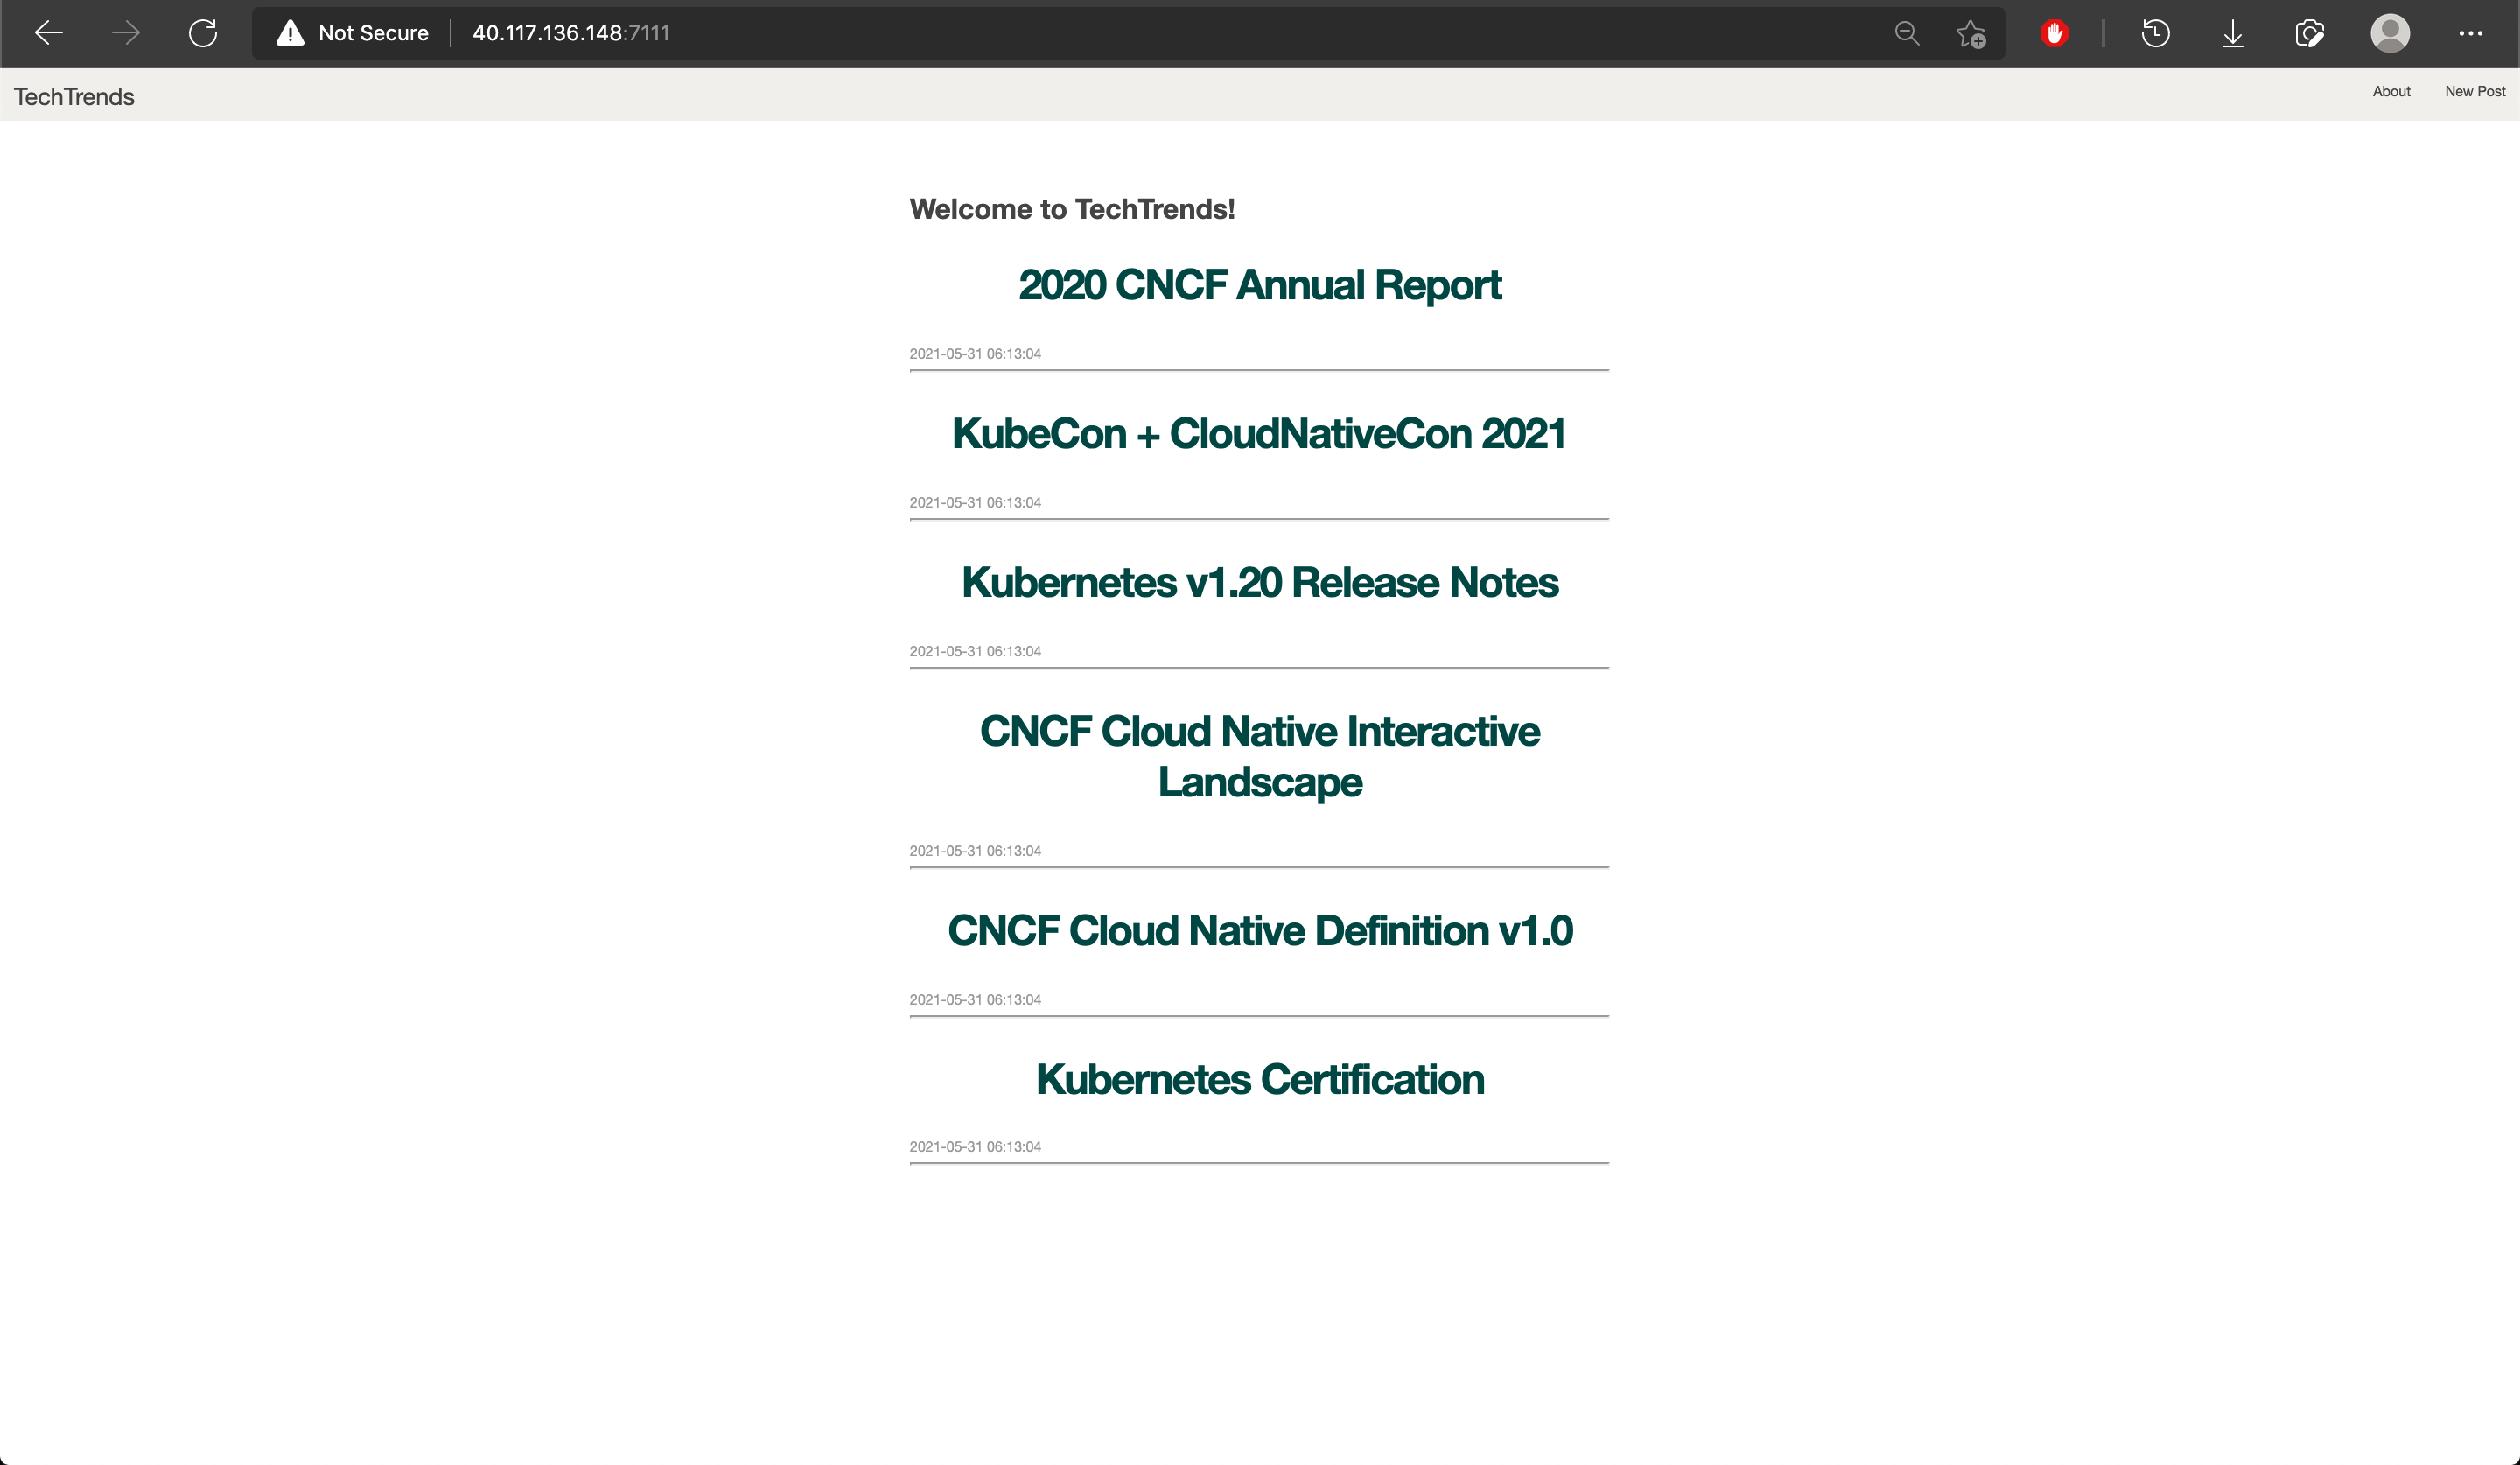 Not Secure 40.117.136.148:7111
TechTrends About New Post
Welcome to TechTrends!
2020 CNCF Annual Report
2021-05-31 06:13:04
KubeCon + CloudNativeCon 2021
2021-05-31 06:13:04
Kubernetes v1.20 Release Notes
2021-05-31 06:13:04
CNCF Cloud Native Interactive
Landscape
2021-05-31 06:13:04
CNCF Cloud Native Definition v1.0
2021-05-31 06:13:04
Kubernetes Certification
2021-05-31 06:13:04